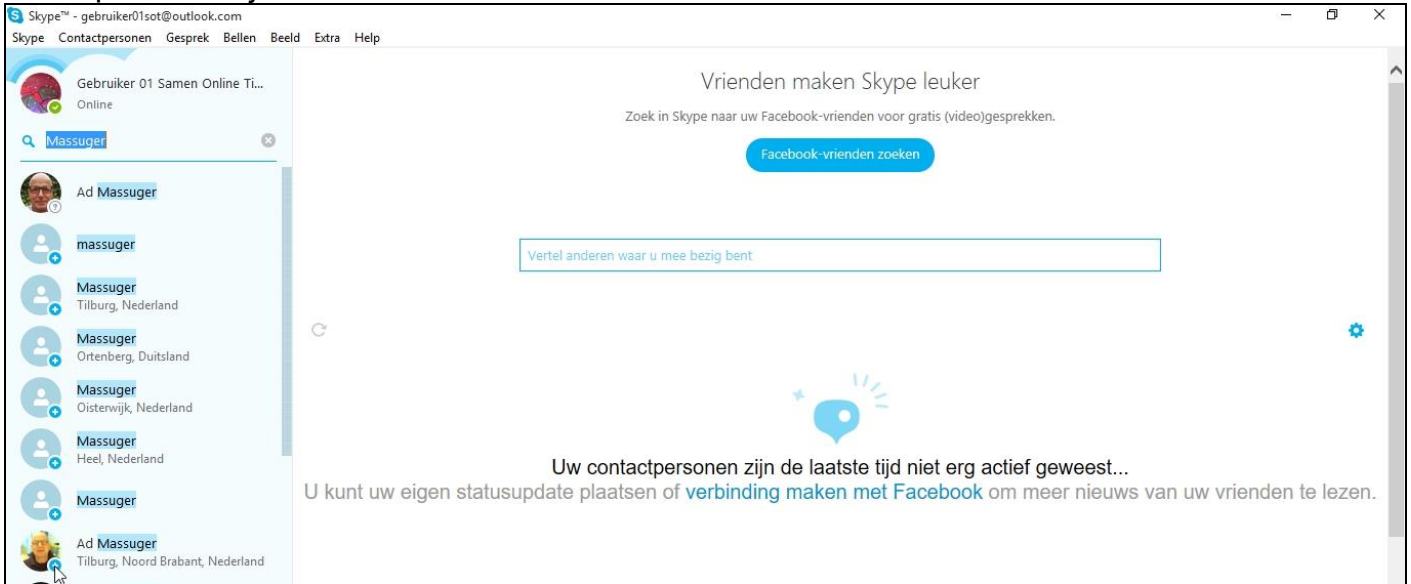 Skype™ - gebruiker01sot@outlook.com
Skype Contactpersonen Gesprek Bellen Beeld Extra Help
Gebruiker 01 Samen Online Ti...
Online
Massuger
Ad Massuger
massuger
Massuger
Tilburg, Nederland
Massuger
Ortenberg, Duitsland
Massuger
Oisterwijk, Nederland
Massuger
Heel, Nederland
Massuger
Ad Massuger
Tilburg, Noord Brabant, Nederland
Vrienden maken Skype leuker
Zoek in Skype naar uw Facebook-vrienden voor gratis (video)gesprekken.
Facebook-vrienden zoeken
Vertel anderen waar u mee bezig bent
Uw contactpersonen zijn de laatste tijd niet erg actief geweest...
U kunt uw eigen statusupdate plaatsen of verbinding maken met Facebook om meer nieuws van uw vrienden te lezen.